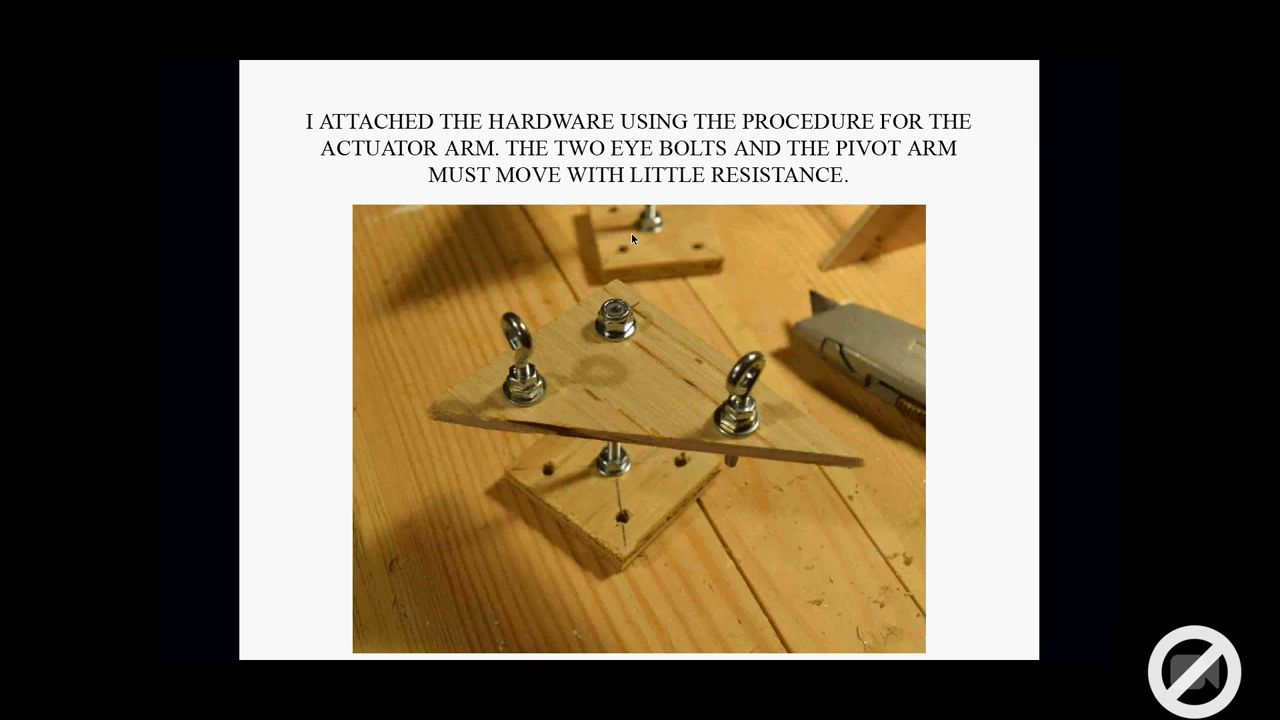 I ATTACHED THE HARDWARE USING THE PROCEDURE FOR THE
ACTUATOR ARM. THE TWO EYE BOLTS AND THE PIVOT ARM
MUST MOVE WITH LITTLE RESISTANCE.